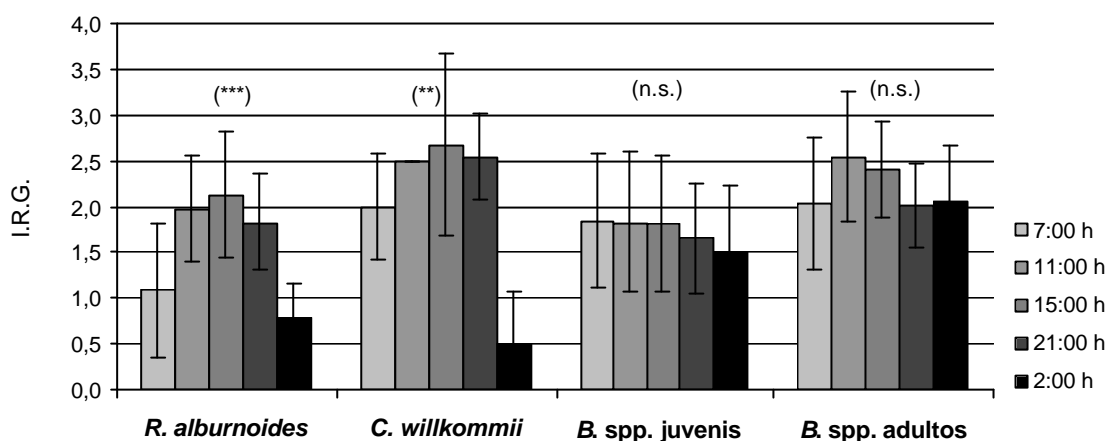 4,0
3,5
3,0
2,5
2,0
1,5
1,0
0,5
0,0
I.R.G.
(***)
(**)
(n.s.)
(n.s.)
R. alburnoides
C. willkommii
B. spp. juvenis
B. spp. adultos
7:00 h
11:00 h
15:00 h
21:00 h
2:00 h